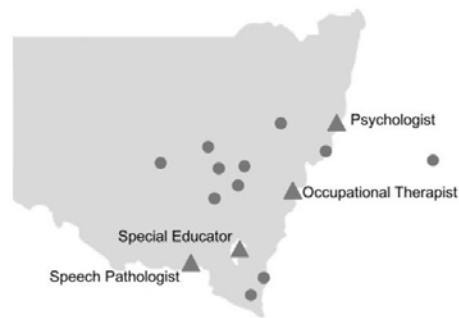 Psychologist
Occupational Therapist
Special Educator
Speech Pathologist